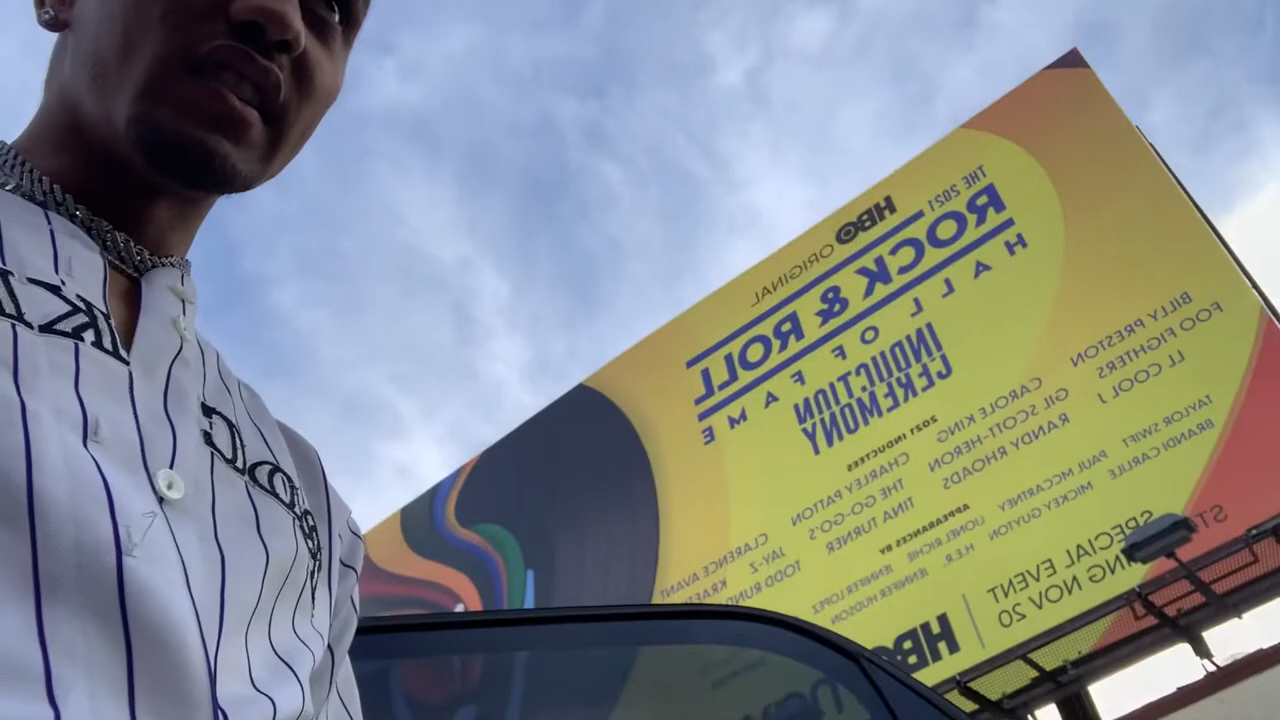 HBO ORIGINAL
THE 2021
ROCK & ROLL
HALL OF FAME
INDUCTION
CEREMONY
2021 INDUCTEES
CHARLEY PATTON CAROLE KING BILLY PRESTON
THE GO-GO'S GIL SCOTT-HERON FOO FIGHTERS
TINA TURNER RANDY RHOADS LL COOL J
CLARENCE AVANT
JAY-Z
TODD
APPEARANCES BY
JENNIFER LOPEZ LIONEL RICHIE PAUL MCCARTNEY TAYLOR SWIFT
JENNIFER HUDSON H.E.R. MICKEY GUYTON BRANDI CARLILE
HBO
SPECIAL EVENT
NOV 20